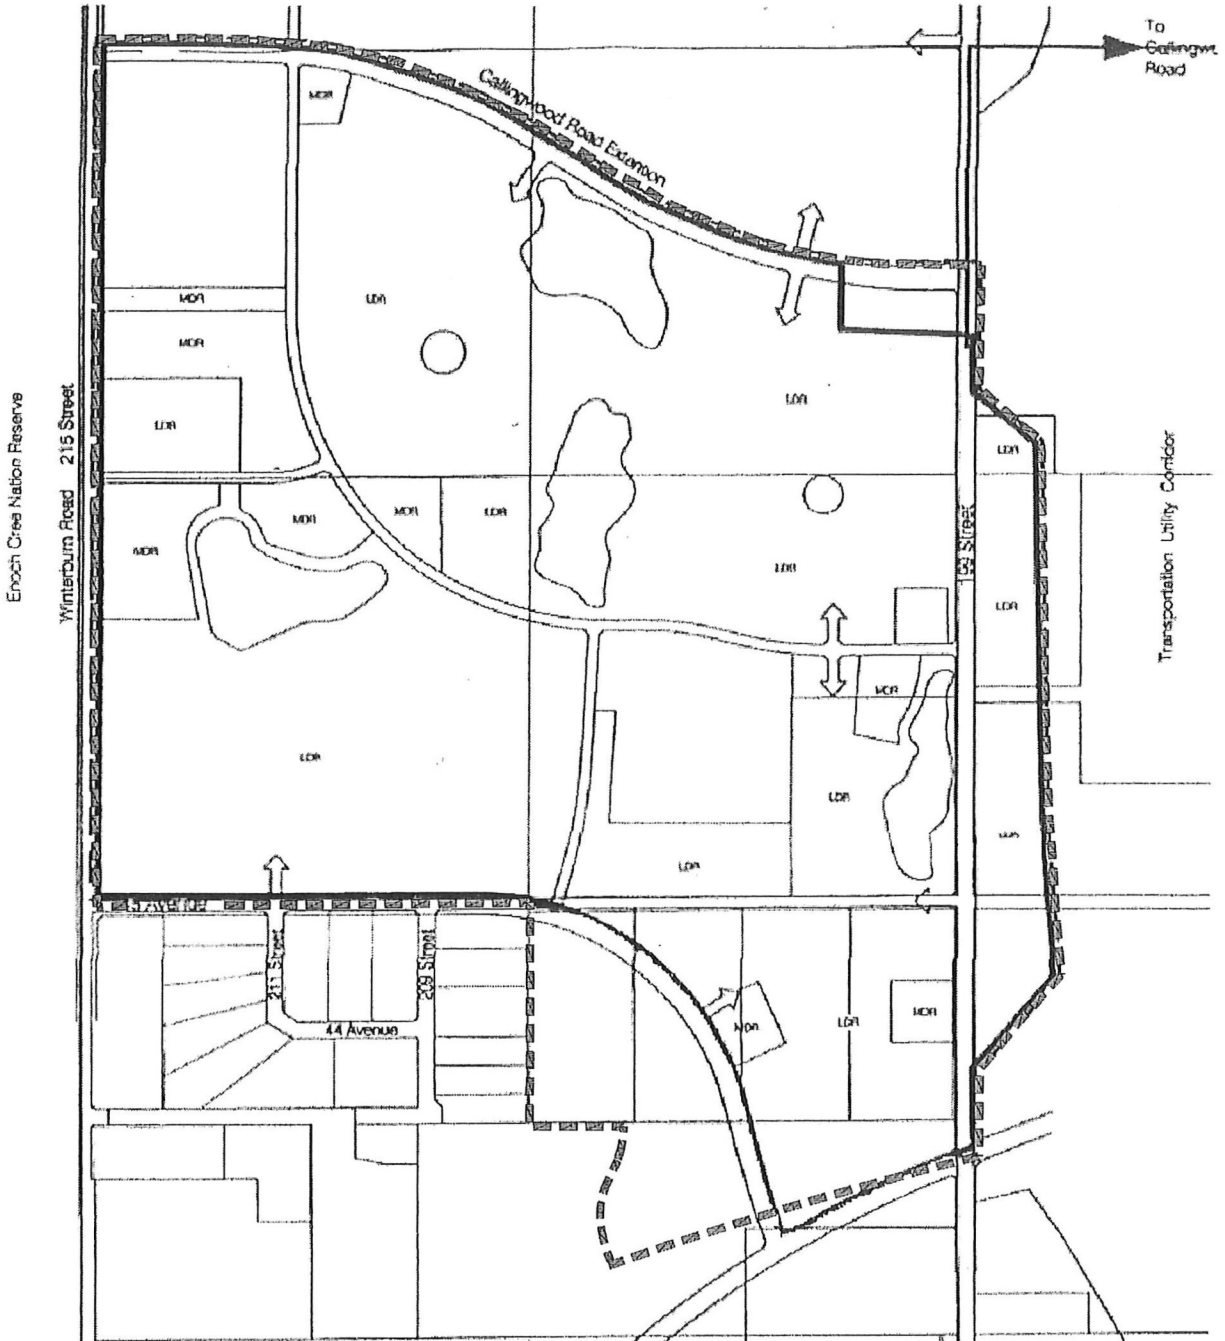 To
Callingwood Road Extention
Road
MDR
MDR
LDR
MDR
LDR
LDR
LDR
Enoch Cree Nation Reserve
Winterburn Road 215 Street
Transportation Utility Corridor
MDR
MDR
LDR
MDR
LDR
LDR
MDR
LDR
LDR
LDR
LDR
211 Street
209 Street
44 Avenue
MDR
LDR
MDR